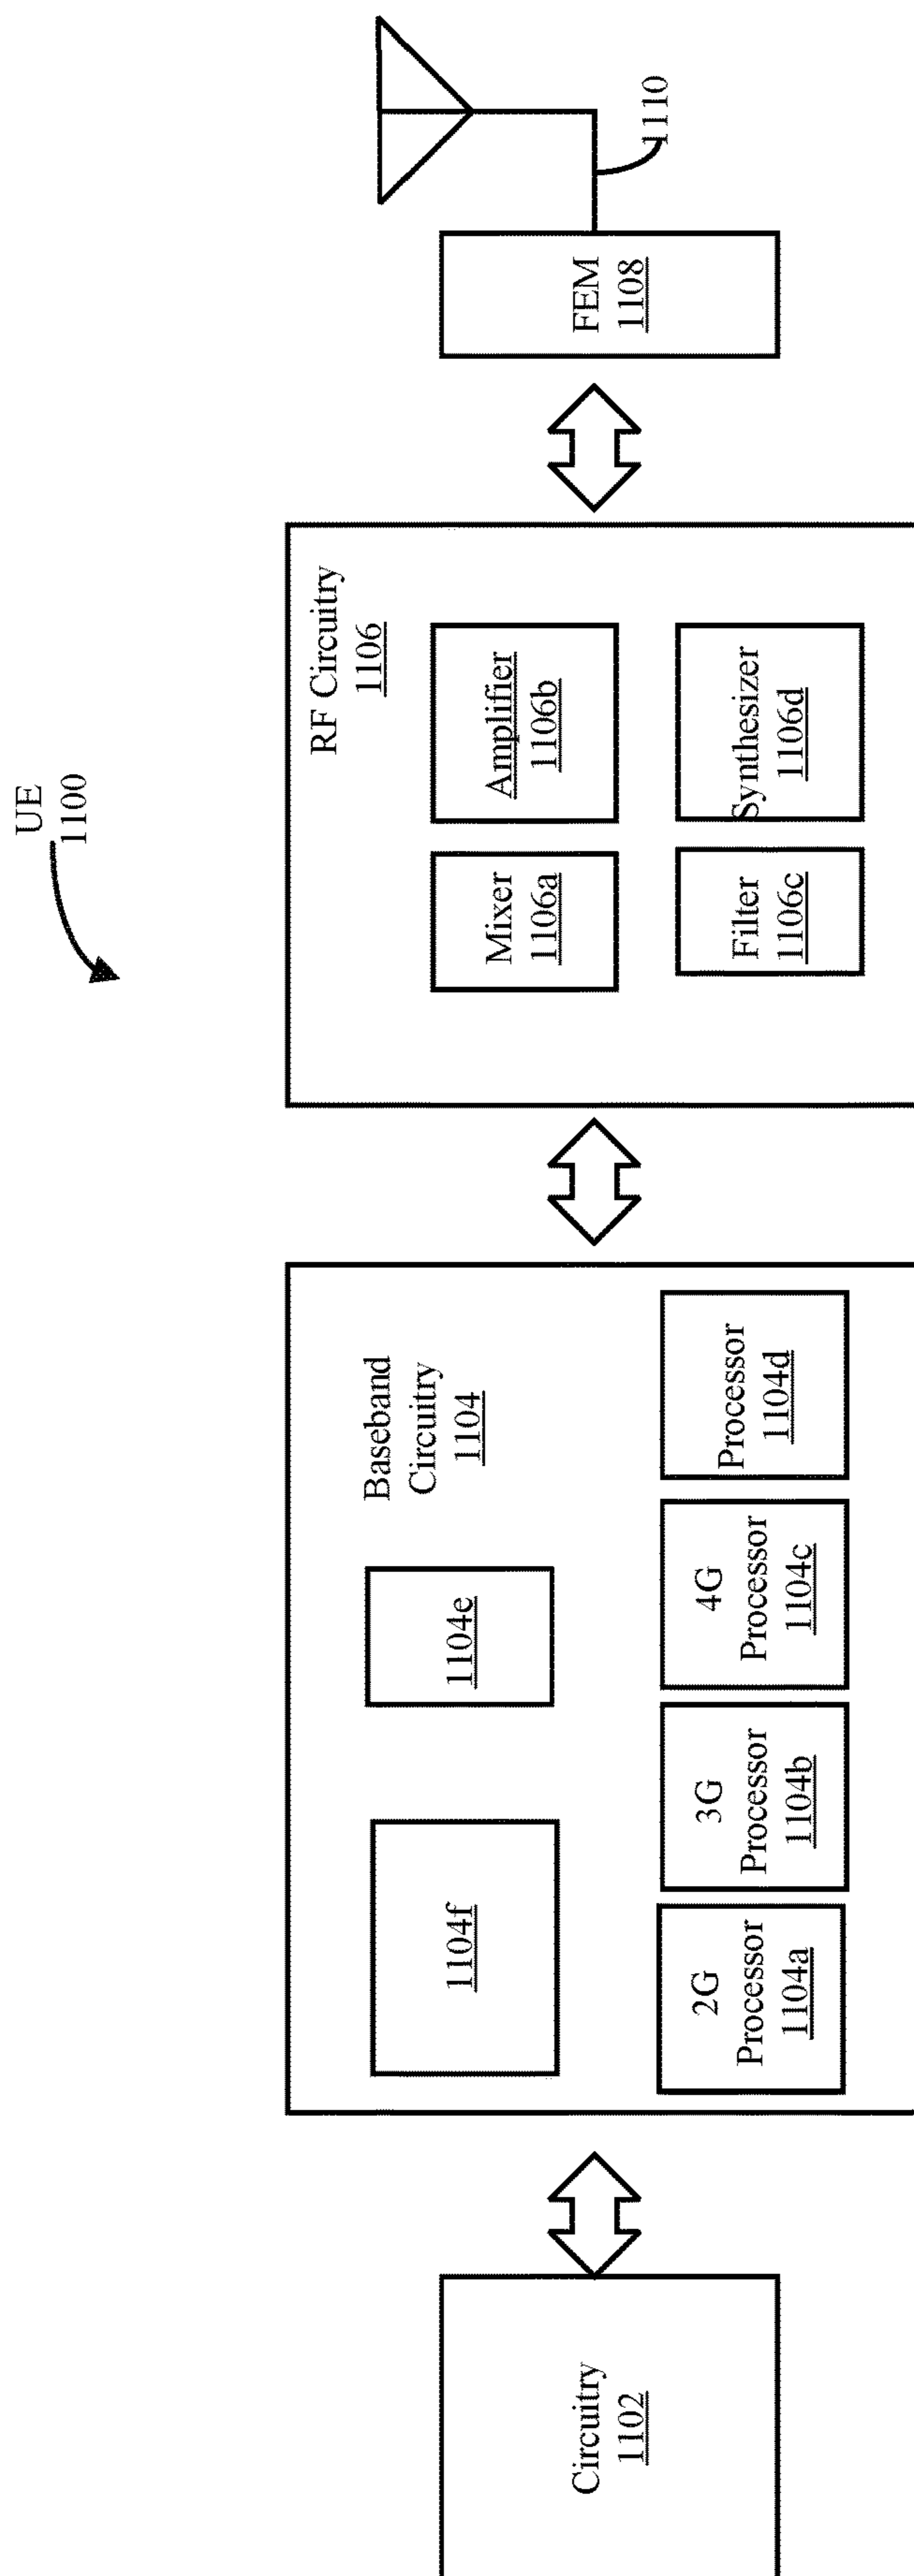 UE
1100
Circuitry
1102
Baseband
Circuitry
1104
1104f
1104e
2G
Processor
1104a
3G
Processor
1104b
4G
Processor
1104c
Processor
1104d
RF Circuitry
1106
Mixer
1106a
Amplifier
1106b
Filter
1106c
Synthesizer
1106d
FEM
1108
1110